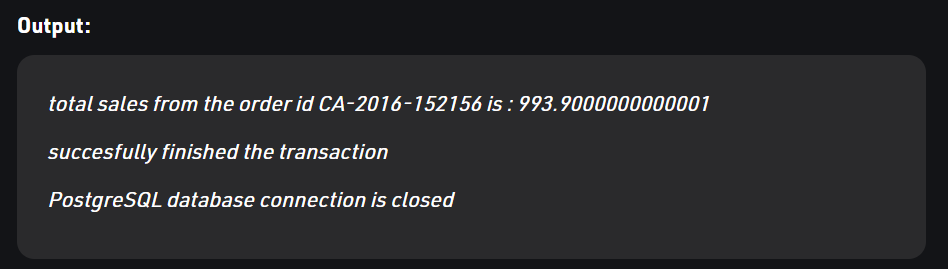 Output:
total sales from the order id CA-2016-152156 is : 993.9000000000001
succesfully finished the transaction
PostgreSQL database connection is closed